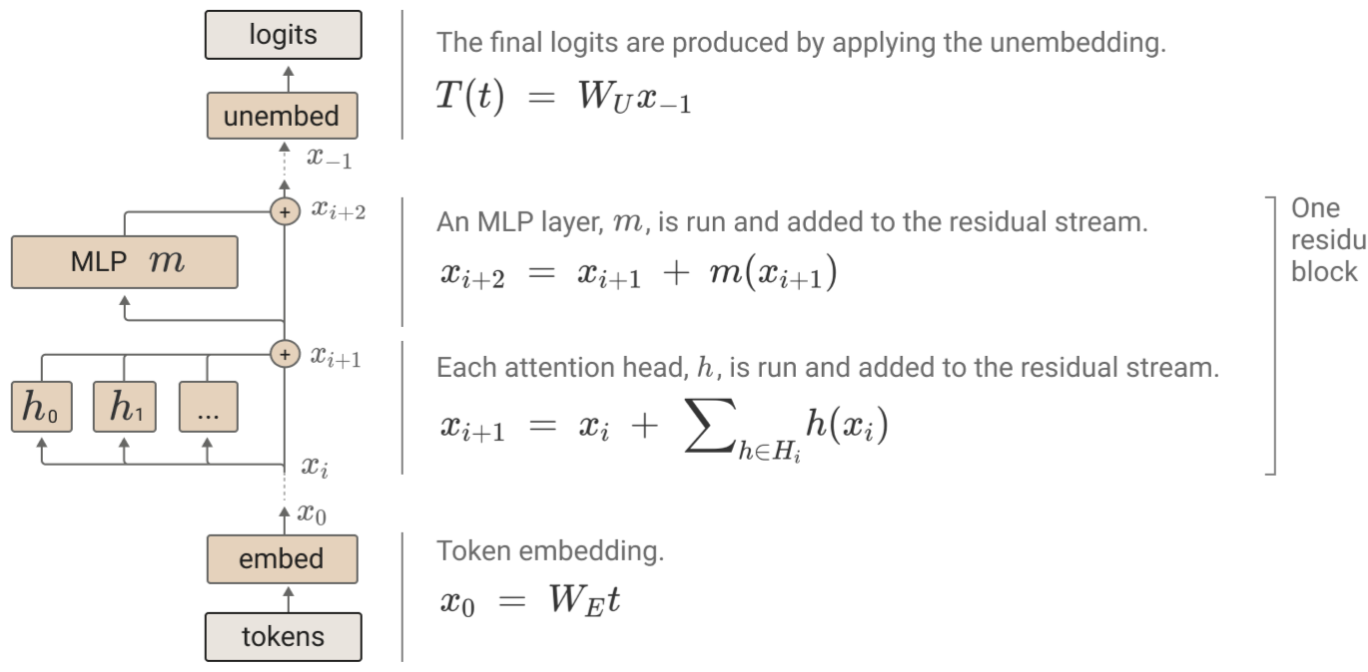 logits
The final logits are produced by applying the unembedding.
T(t) = W_U x_{-1}
unembed
x_{-1}
x_{i+2}
An MLP layer, m, is run and added to the residual stream.
One
residu
block
MLP m
x_{i+2} = x_{i+1} + m(x_{i+1})
+
+
x_{i+1}
Each attention head, h, is run and added to the residual stream.
h_0 h_1 ...
x_{i+1} = x_i + ∑_{h∈H_i} h(x_i)
x_i
x_0
embed
Token embedding.
x_0 = W_E t
tokens